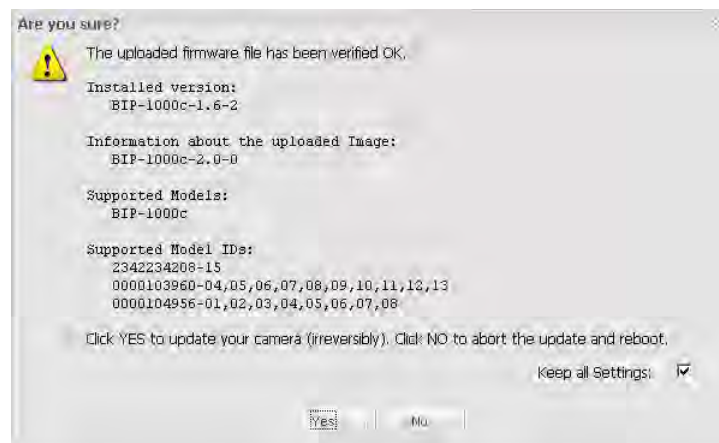 Are you sure?
The uploaded firmware file has been verified OK.
Installed version:
BIP-1000c-1.6-2
Information about the uploaded Image:
BIP-1000c-2.0-0
Supported Models:
BIP-1000c
Supported Model IDs:
2342234208-15
0000103960-04,05,06,07,08,09,10,11,12,13
0000104956-01,02,03,04,05,06,07,08
Click YES to update your camera (irreversibly). Click NO to abort the update and reboot.
Keep all Settings:
Yes No